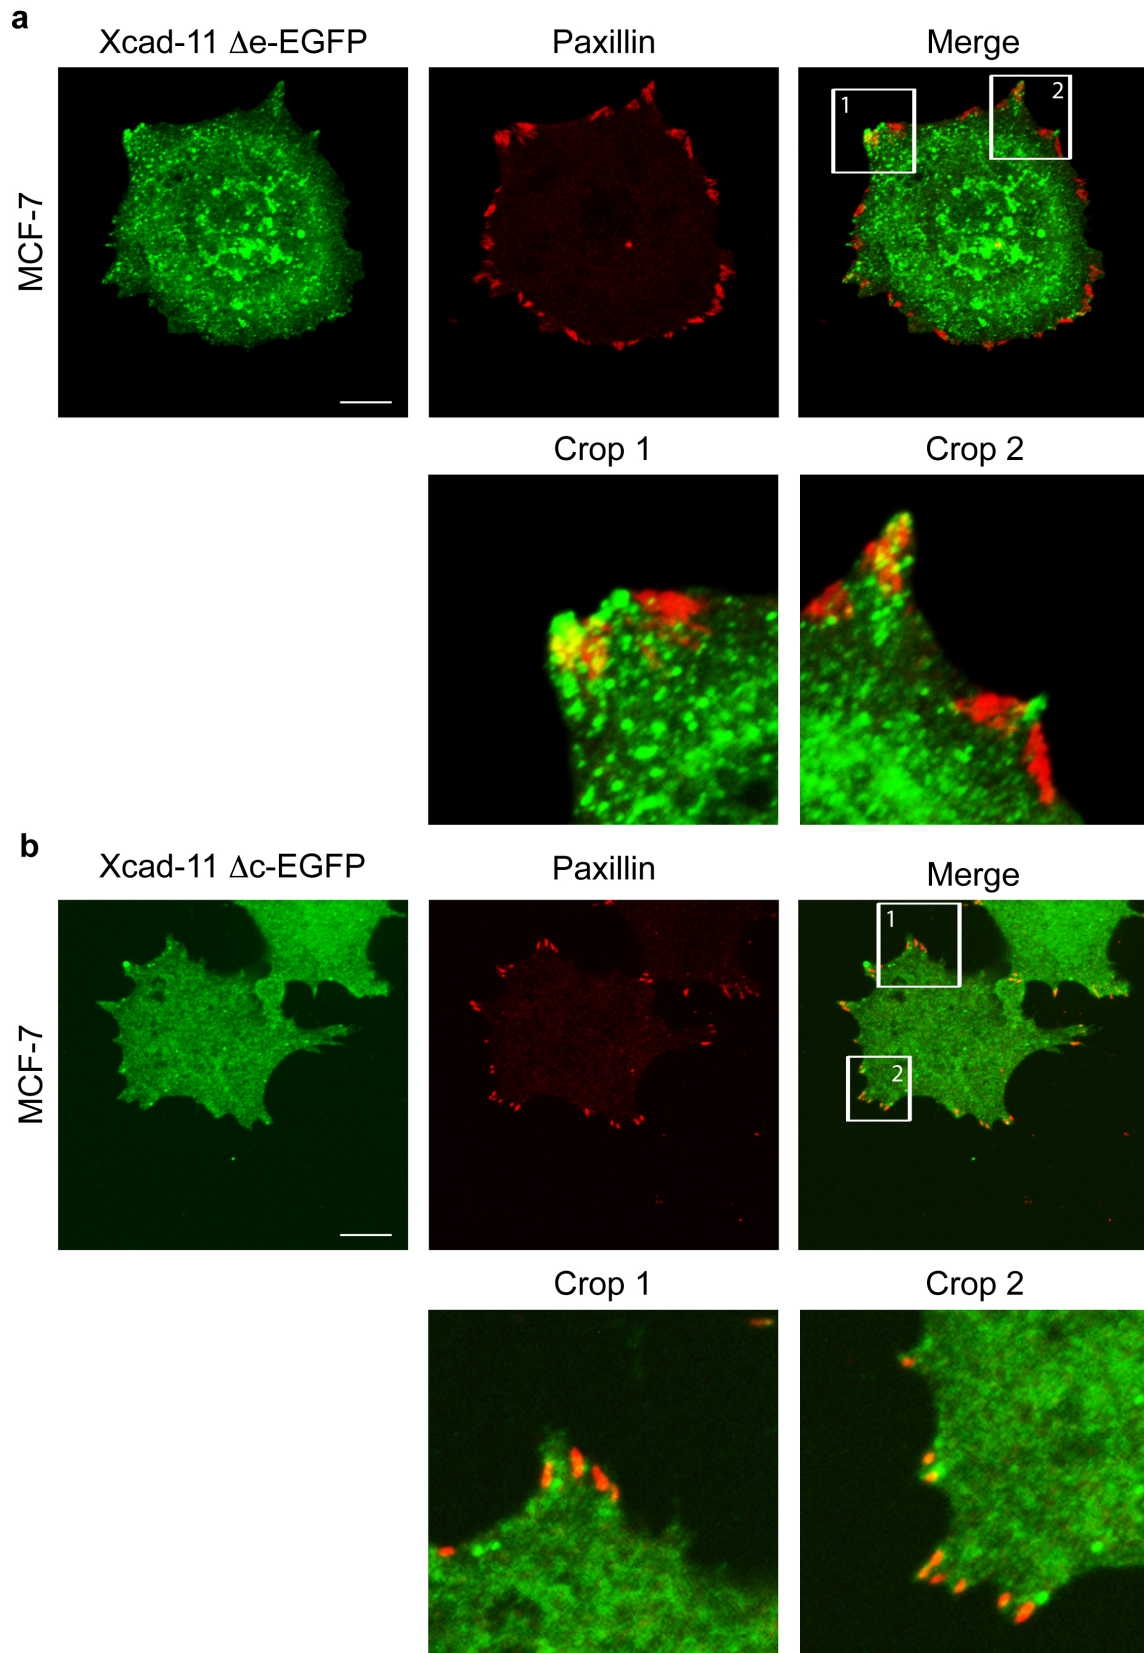 a
Xcad-11 Δe-EGFP Paxillin Merge
MCF-7
1
2
Crop 1 Crop 2
b
Xcad-11 Δc-EGFP Paxillin Merge
MCF-7
1
2
Crop 1 Crop 2